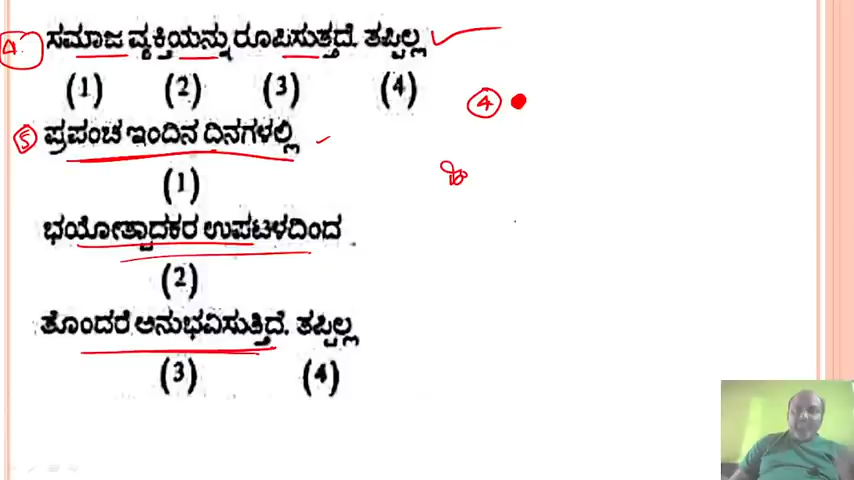 4 ಸಮಾಜ ವ್ಯಕ್ತಿಯನ್ನು ರೂಪಿಸುತ್ತದೆ. ತಪ್ಪಿಲ್ಲ
(1) (2) (3) (4) 4
5 ಪ್ರಪಂಚ ಇಂದಿನ ದಿನಗಳಲ್ಲಿ
(1)
ಭಯೋತ್ಪಾದಕರ ಉಪಟಳದಿಂದ
(2)
ತೊಂದರೆ ಅನುಭವಿಸುತ್ತಿದೆ. ತಪ್ಪಿಲ್ಲ
(3) (4)